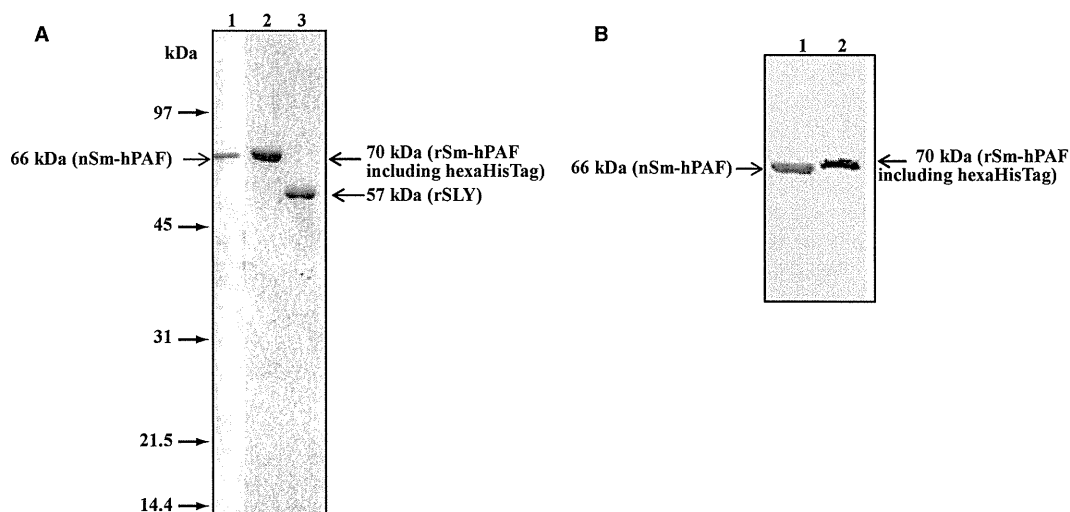 A
1 2 3
kDa
97
66 kDa (nSm-hPAF)
70 kDa (rSm-hPAF
including hexaHisTag)
57 kDa (rSLY)
45
31
21.5
14.4
B
1 2
66 kDa (nSm-hPAF)
70 kDa (rSm-hPAF
including hexaHisTag)